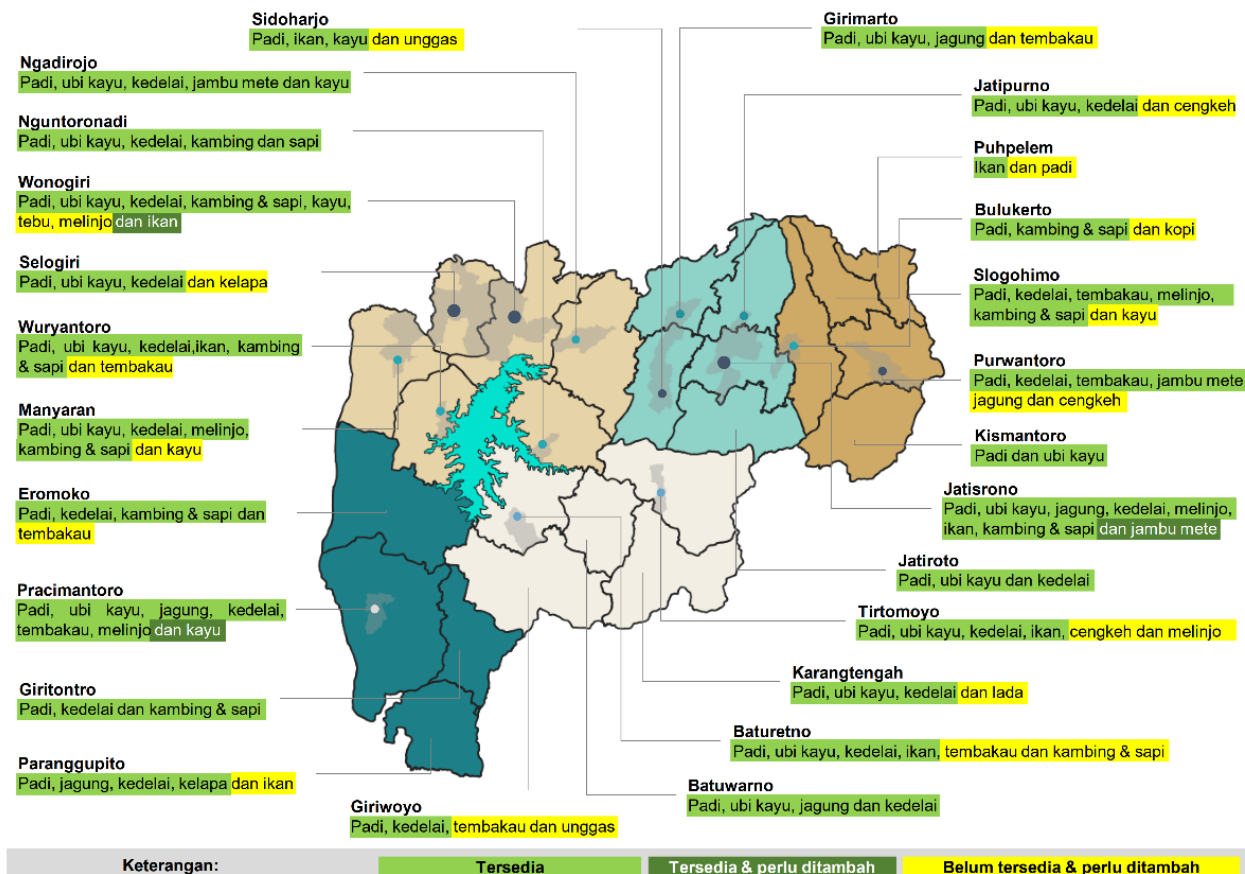 Sidoharjo
Padi, ikan, kayu dan unggas
Ngadirojo
Padi, ubi kayu, kedelai, jambu mete dan kayu
Nguntoronadi
Padi, ubi kayu, kedelai, kambing dan sapi
Wonogiri
Padi, ubi kayu, kedelai, kambing & sapi, kayu,
tebu, melinjo dan ikan
Selogiri
Padi, ubi kayu, kedelai dan kelapa
Wuryantoro
Padi, ubi kayu, kedelai,ikan, kambing
& sapi dan tembakau
Manyaran
Padi, ubi kayu, kedelai, melinjo,
kambing & sapi dan kayu
Eromoko
Padi, kedelai, kambing & sapi dan
tembakau
Pracimantoro
Padi, ubi kayu, jagung, kedelai,
tembakau, melinjo dan kayu
Giritontro
Padi, kedelai dan kambing & sapi
Paranggupito
Padi, jagung, kedelai, kelapa dan ikan
Giriwoyo
Padi, kedelai, tembakau dan unggas
Girimarto
Padi, ubi kayu, jagung dan tembakau
Jatipurno
Padi, ubi kayu, kedelai dan cengkeh
Puhpelem
Ikan dan padi
Bulukerto
Padi, kambing & sapi dan kopi
Slogohimo
Padi, kedelai, tembakau, melinjo,
kambing & sapi dan kayu
Purwantoro
Padi, kedelai, tembakau, jambu mete
jagung dan cengkeh
Kismantoro
Padi dan ubi kayu
Jatisrono
Padi, ubi kayu, jagung, kedelai, melinjo,
ikan, kambing & sapi dan jambu mete
Jatiroto
Padi, ubi kayu dan kedelai
Tirtomoyo
Padi, ubi kayu, kedelai, ikan, cengkeh dan melinjo
Karangtengah
Padi, ubi kayu, kedelai dan lada
Baturetno
Padi, ubi kayu, kedelai, ikan, tembakau dan kambing & sapi
Batuwarno
Padi, ubi kayu, jagung dan kedelai
Keterangan: Tersedia Tersedia & perlu ditambah Belum tersedia & perlu ditambah